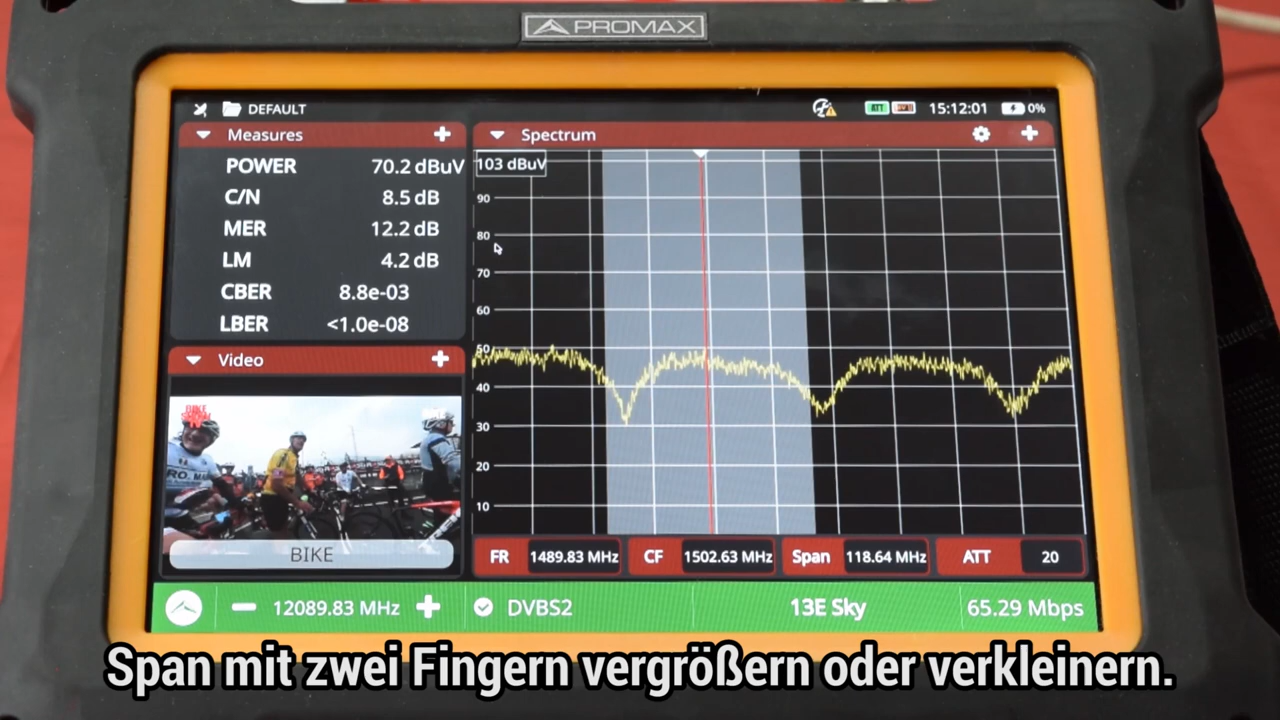 PROMAX
DEFAULT
15:12:01
0%
Measures
POWER 70.2 dBuV
C/N 8.5 dB
MER 12.2 dB
LM 4.2 dB
CBER 8.8e-03
LBER <1.0e-08
Video
BIKE
Spectrum
103 dBuV
90
80
70
60
50
40
30
20
10
FR 1489.83 MHz CF 1502.63 MHz Span 118.64 MHz ATT 20
12089.83 MHz DVBS2 13E Sky 65.29 Mbps
Span mit zwei Fingern vergrößern oder verkleinern.